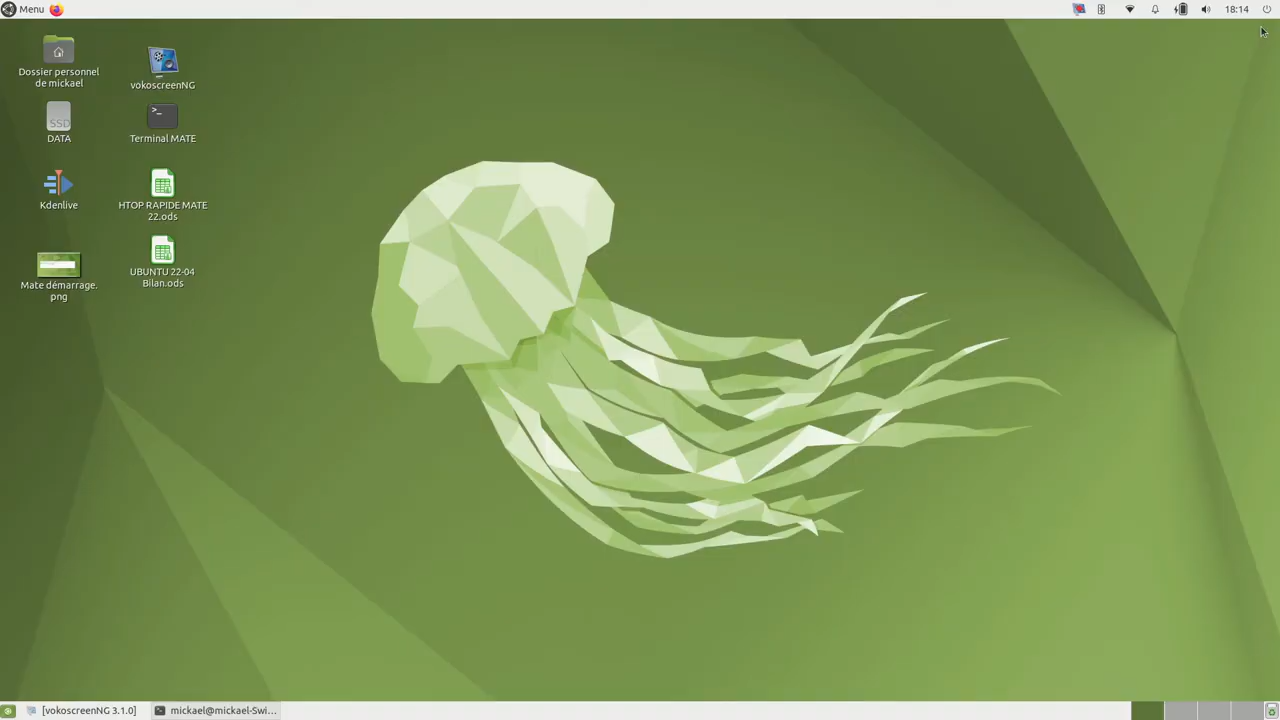 Menu
18:14
Dossier personnel
de mickael
vokoscreenNG
SSD
DATA
>_
Terminal MATE
Kdenlive
HTOP RAPIDE MATE
22.ods
Mate démarrage.
png
UBUNTU 22-04
Bilan.ods
[vokoscreenNG 3.1.0]
mickael@mickael-Swi...